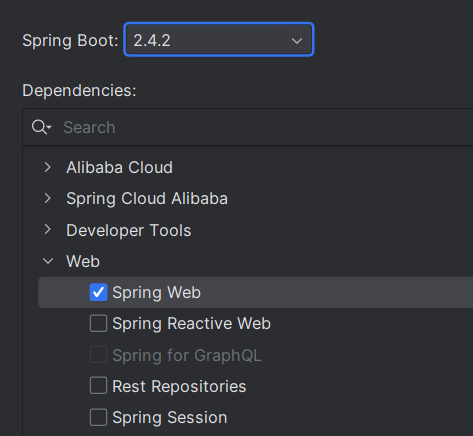 Spring Boot: 2.4.2
Dependencies:
Search
Alibaba Cloud
Spring Cloud Alibaba
Developer Tools
Web
Spring Web
Spring Reactive Web
Spring for GraphQL
Rest Repositories
Spring Session